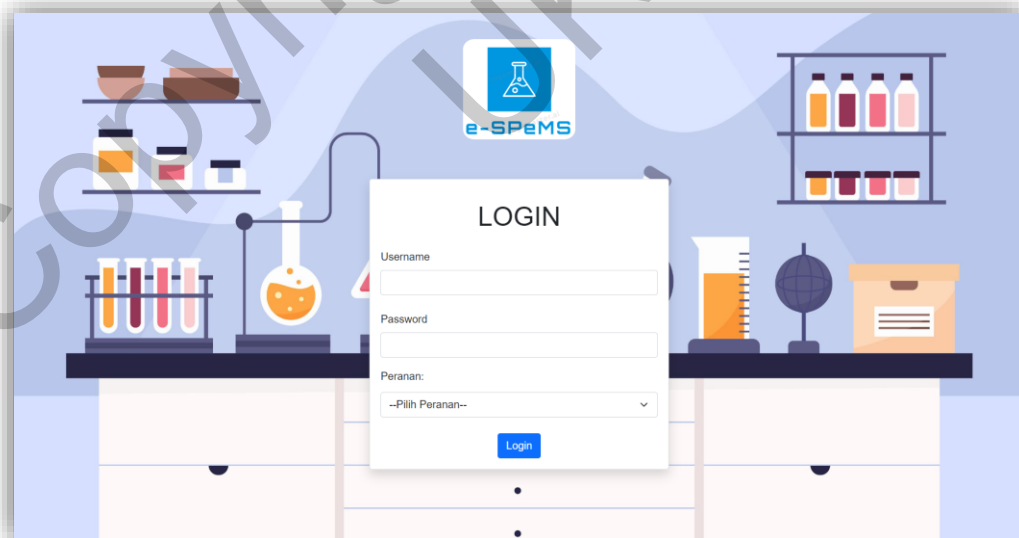 e-SPeMS
LOGIN
Username
Password
Peranan:
--Pilih Peranan--
Login